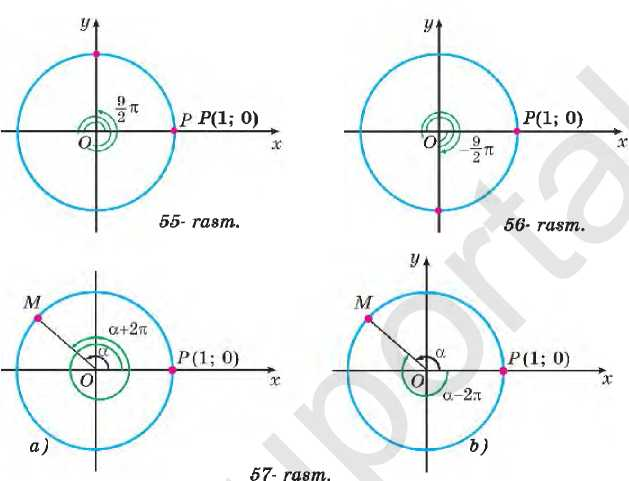 y
y
9/2 π
P P(1; 0)
P(1; 0)
O
x
O
-9/2 π
x
55- rasm.
56- rasm.
y
M
α+2π
α
P(1; 0)
O
x
a)
M
α
P(1; 0)
O
x
α−2π
b)
57- rasm.
uportal